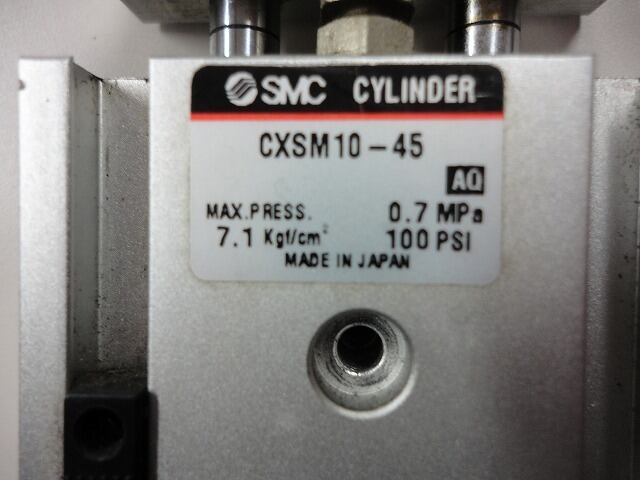 SMC CYLINDER
CXSM10-45
AQ
MAX.PRESS. 0.7 MPa
7.1 Kgf/cm² 100 PSI
MADE IN JAPAN